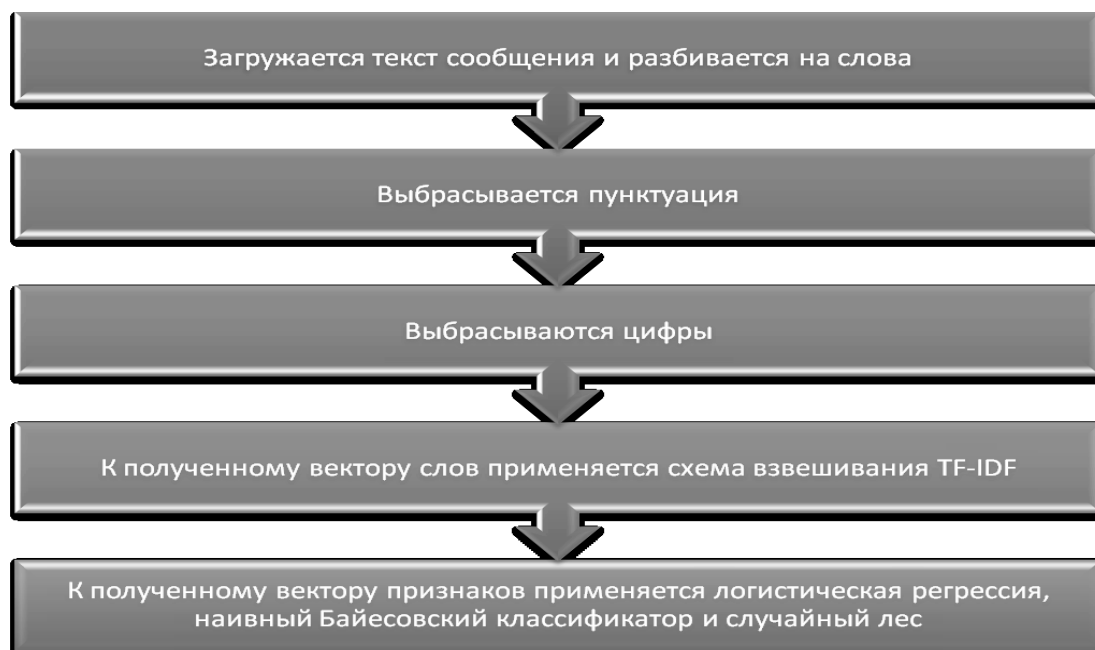 Загружается текст сообщения и разбивается на слова
Выбрасывается пунктуация
Выбрасываются цифры
К полученному вектору слов применяется схема взвешивания TF-IDF
К полученному вектору признаков применяется логистическая регрессия,
наивный Байесовский классификатор и случайный лес